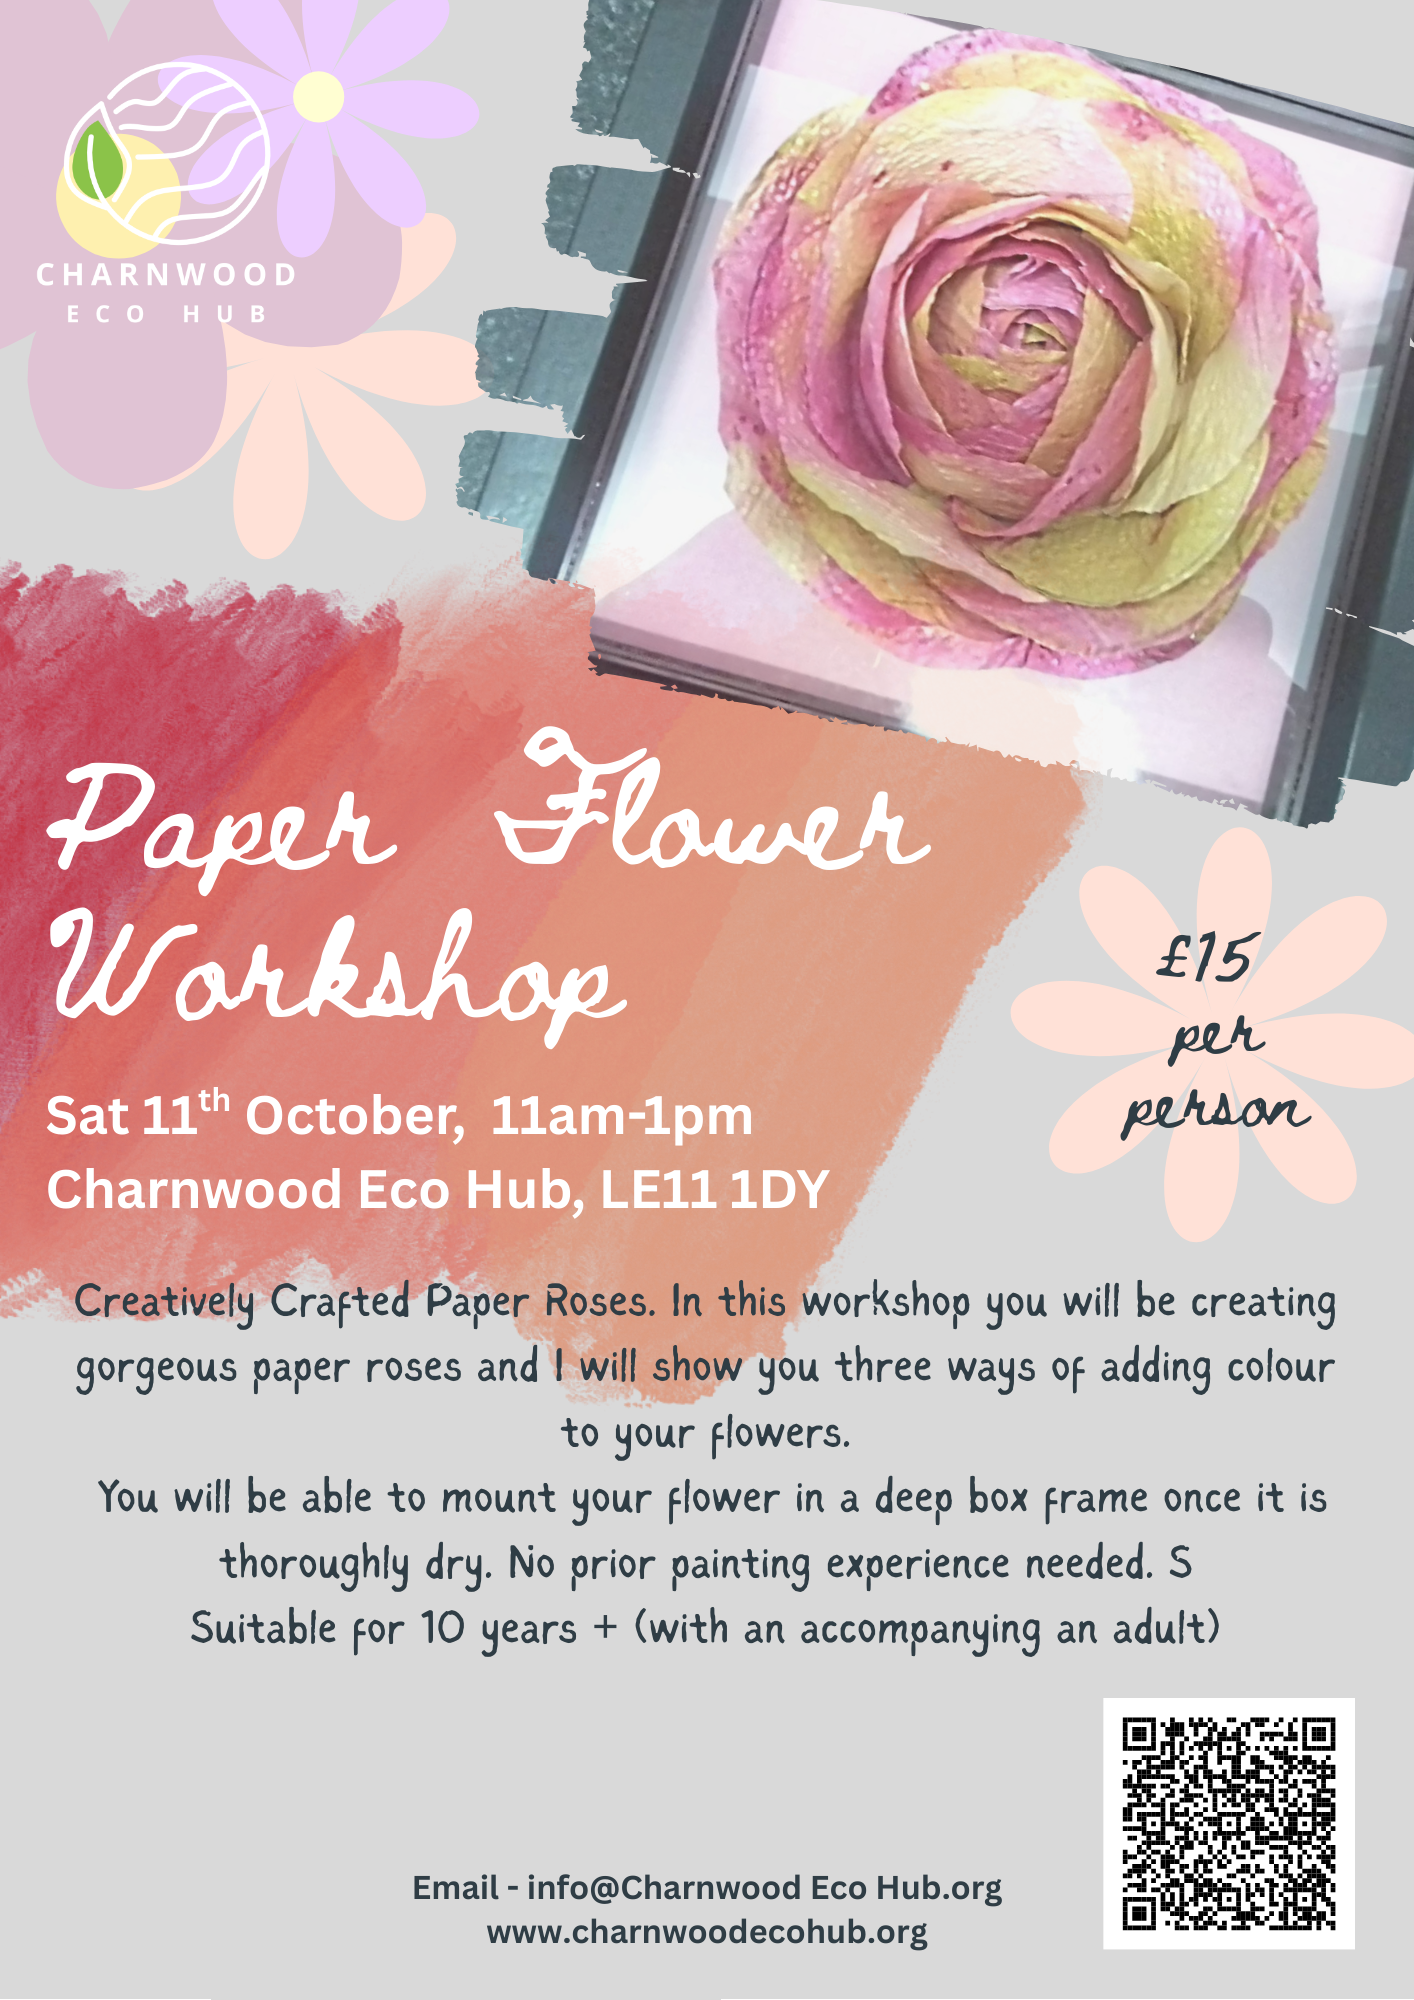 CHARNWOOD
ECO HUB
Paper Flower
Workshop
Sat 11th October, 11am-1pm
Charnwood Eco Hub, LE11 1DY
£15
per
person
Creatively Crafted Paper Roses. In this workshop you will be creating
gorgeous paper roses and I will show you three ways of adding colour
to your flowers.
You will be able to mount your flower in a deep box frame once it is
thoroughly dry. No prior painting experience needed. S
Suitable for 10 years + (with an accompanying an adult)
Email - info@Charnwood Eco Hub.org
www.charnwoodecohub.org